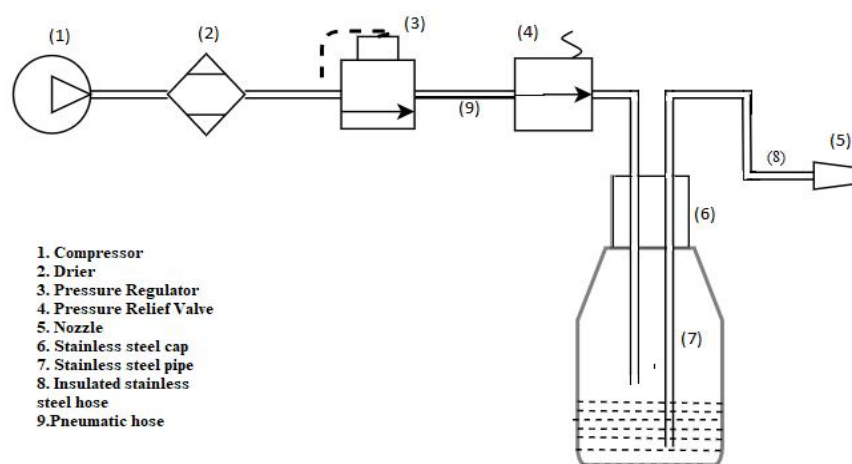 (1)
(2)
(3)
(4)
(9)
(8)
(5)
(6)
(7)
1. Compressor
2. Drier
3. Pressure Regulator
4. Pressure Relief Valve
5. Nozzle
6. Stainless steel cap
7. Stainless steel pipe
8. Insulated stainless
steel hose
9.Pneumatic hose